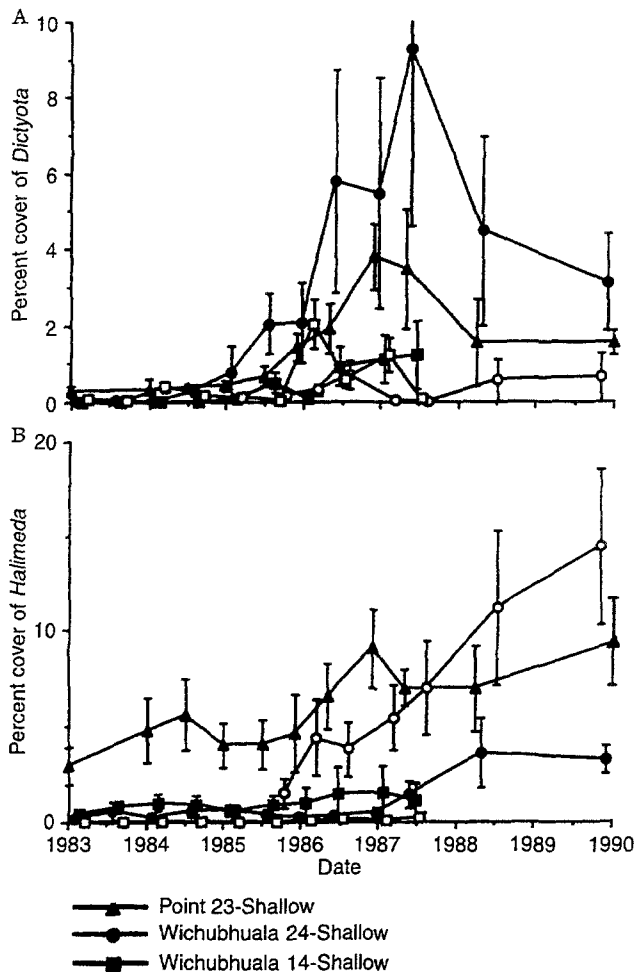 A
10
8
6
4
2
0
Percent cover of Dictyota
B
20
10
0
Percent cover of Halimeda
1983 1984 1985 1986 1987 1988 1989 1990
Date
Point 23-Shallow
Wichubhuala 24-Shallow
Wichubhuala 14-Shallow